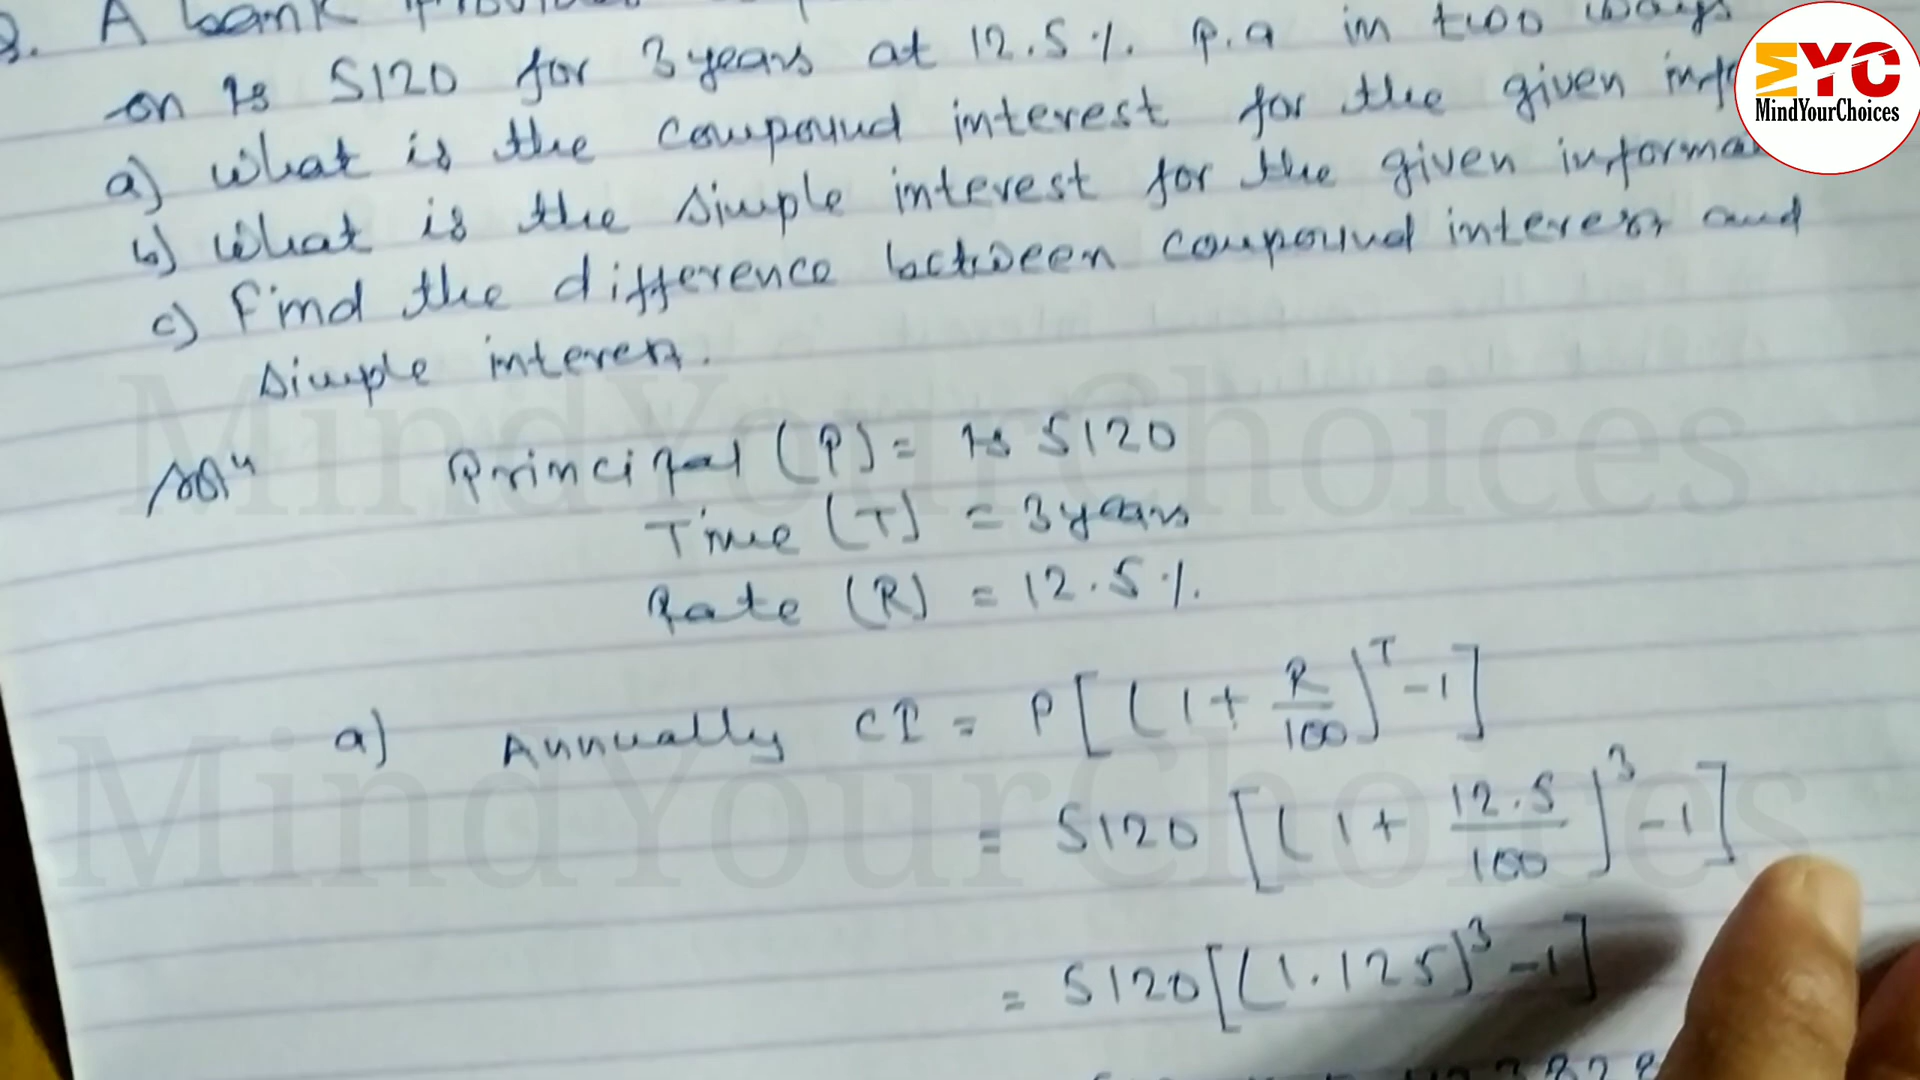 A bank
on Rs 5120 for 3 years at 12.5 %. p.a in two ways
a) What is the compound interest for the given
b) What is the simple interest for the given
c) Find the difference between compound interest and
simple interest.
Soln Principal (P) = Rs 5120
Time (T) = 3 years
Rate (R) = 12.5 %.
a) Annually CI = P [ ( 1 + R/100 )^T - 1 ]
= 5120 [ ( 1 + 12.5/100 )^3 - 1 ]
= 5120 [ ( 1.125 )^3 - 1 ]
MYC
MindYourChoices
MindYourChoices
MindYourChoices